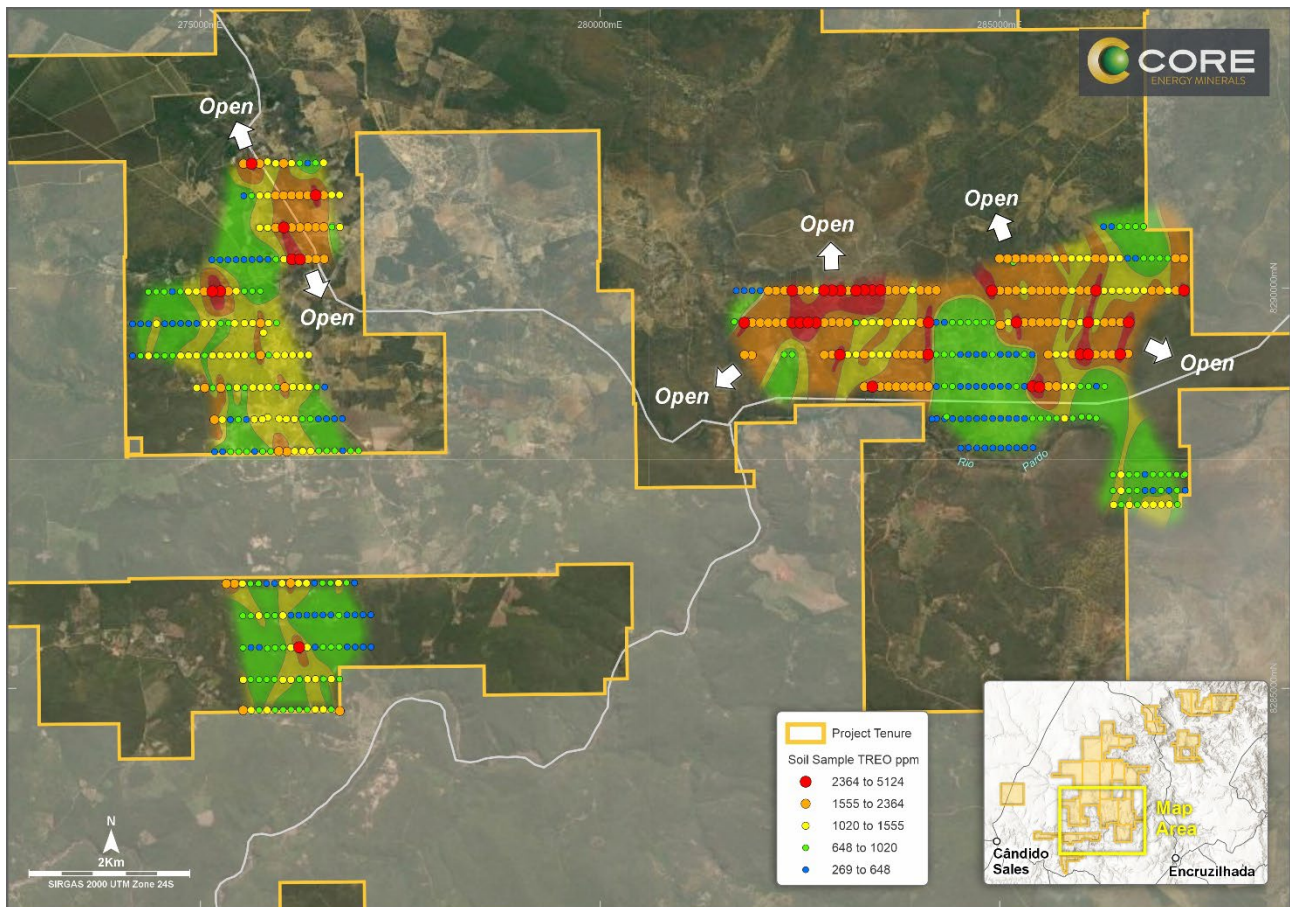 275000mE
280000mE
285000mE
CORE
ENERGY MINERALS
Open
Open
Open
Open
Open
Open
8290000mN
Rio
Pardo
8285000mN
Project Tenure
Soil Sample TREO ppm
2364 to 5124
1555 to 2364
1020 to 1555
648 to 1020
269 to 648
N
2Km
SIRGAS 2000 UTM Zone 24S
Map
Area
Cândido
Sales
Encruzilhada